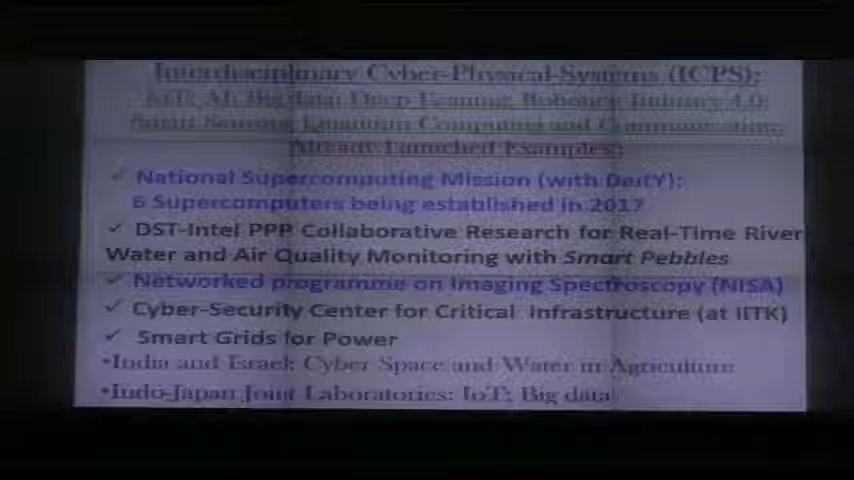 Interdisciplinary Cyber-Physical-Systems (ICPS):
IoT; AI; Big data; Deep Learning, Robotics, Industry 4.0;
Smart Sensing, Quantum Computing and Communication,
Already Launched Examples:
✓ National Supercomputing Mission (with DeitY):
6 Supercomputers being established in 2017
✓ DST-Intel PPP Collaborative Research for Real-Time River
Water and Air Quality Monitoring with Smart Pebbles
✓ Networked programme on Imaging Spectroscopy (NISA)
✓ Cyber-Security Center for Critical Infrastructure (at IITK)
✓ Smart Grids for Power
•India and Israel: Cyber Space and Water in Agriculture
•Indo-Japan Joint Laboratories: IoT; Big data